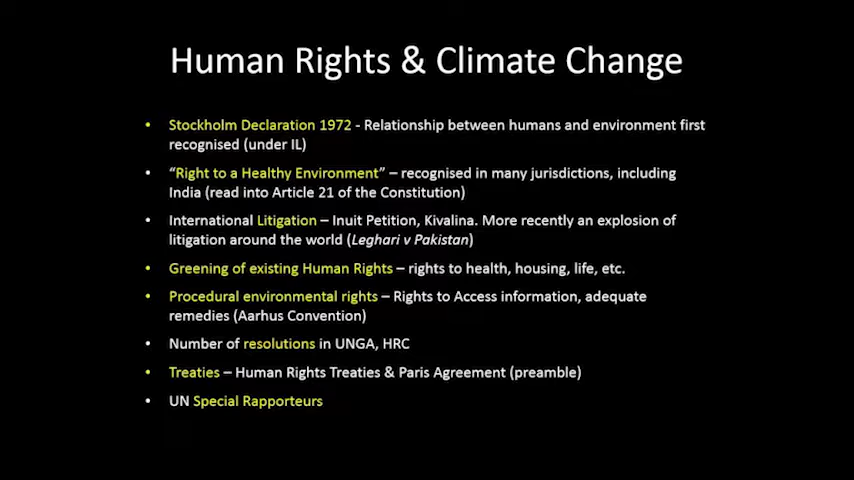 Human Rights & Climate Change
• Stockholm Declaration 1972 - Relationship between humans and environment first
recognised (under IL)
• “Right to a Healthy Environment” – recognised in many jurisdictions, including
India (read into Article 21 of the Constitution)
• International Litigation – Inuit Petition, Kivalina. More recently an explosion of
litigation around the world (Leghari v Pakistan)
• Greening of existing Human Rights – rights to health, housing, life, etc.
• Procedural environmental rights – Rights to Access information, adequate
remedies (Aarhus Convention)
• Number of resolutions in UNGA, HRC
• Treaties – Human Rights Treaties & Paris Agreement (preamble)
• UN Special Rapporteurs